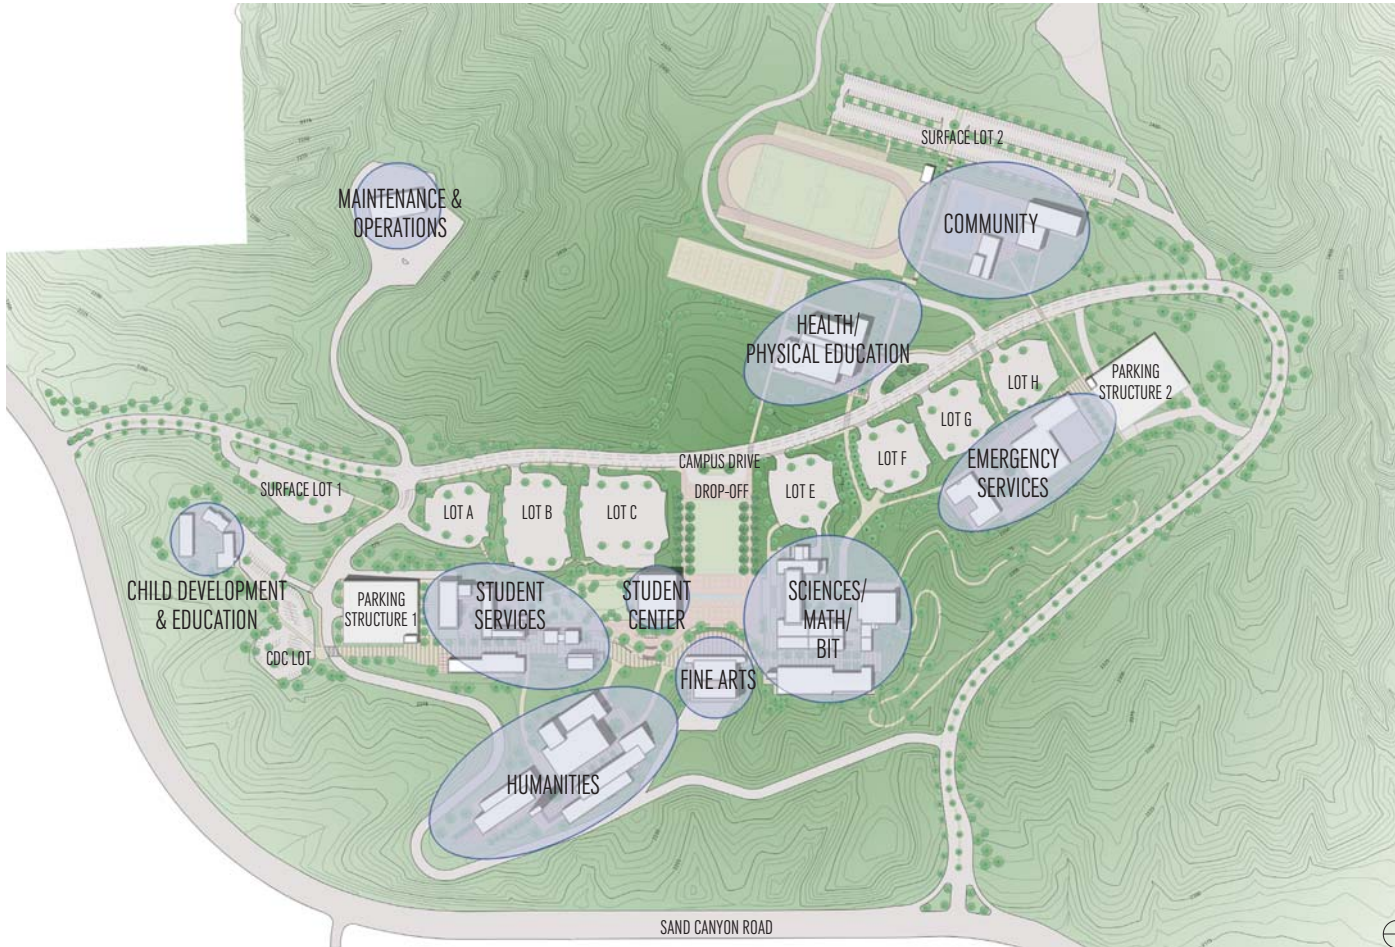 SURFACE LOT 2
MAINTENANCE &
OPERATIONS
COMMUNITY
HEALTH/
PHYSICAL EDUCATION
LOT H
PARKING
STRUCTURE 2
LOT G
LOT F
EMERGENCY
SERVICES
CAMPUS DRIVE
DROP-OFF
LOT E
SURFACE LOT 1
LOT A
LOT B
LOT C
CHILD DEVELOPMENT
& EDUCATION
PARKING
STRUCTURE 1
STUDENT
SERVICES
STUDENT
CENTER
SCIENCES/
MATH/
BIT
CDC LOT
FINE ARTS
HUMANITIES
SAND CANYON ROAD